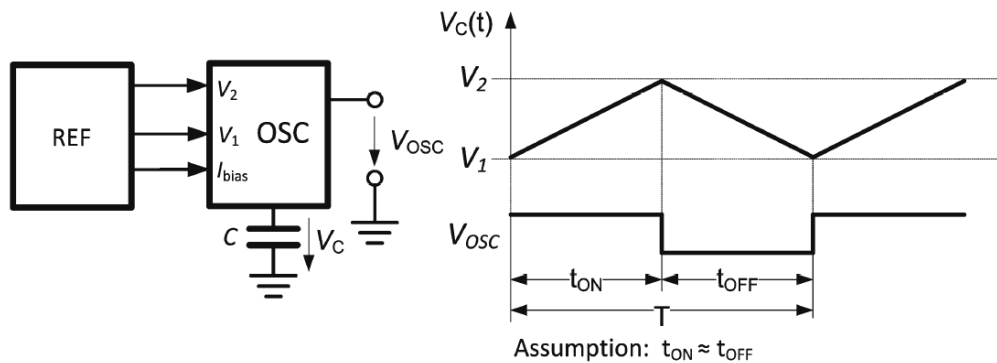 REF
V2
V1
Ibias
OSC
VOSC
C
VC
VC(t)
V2
V1
VOSC
tON
tOFF
T
Assumption: tON ≈ tOFF